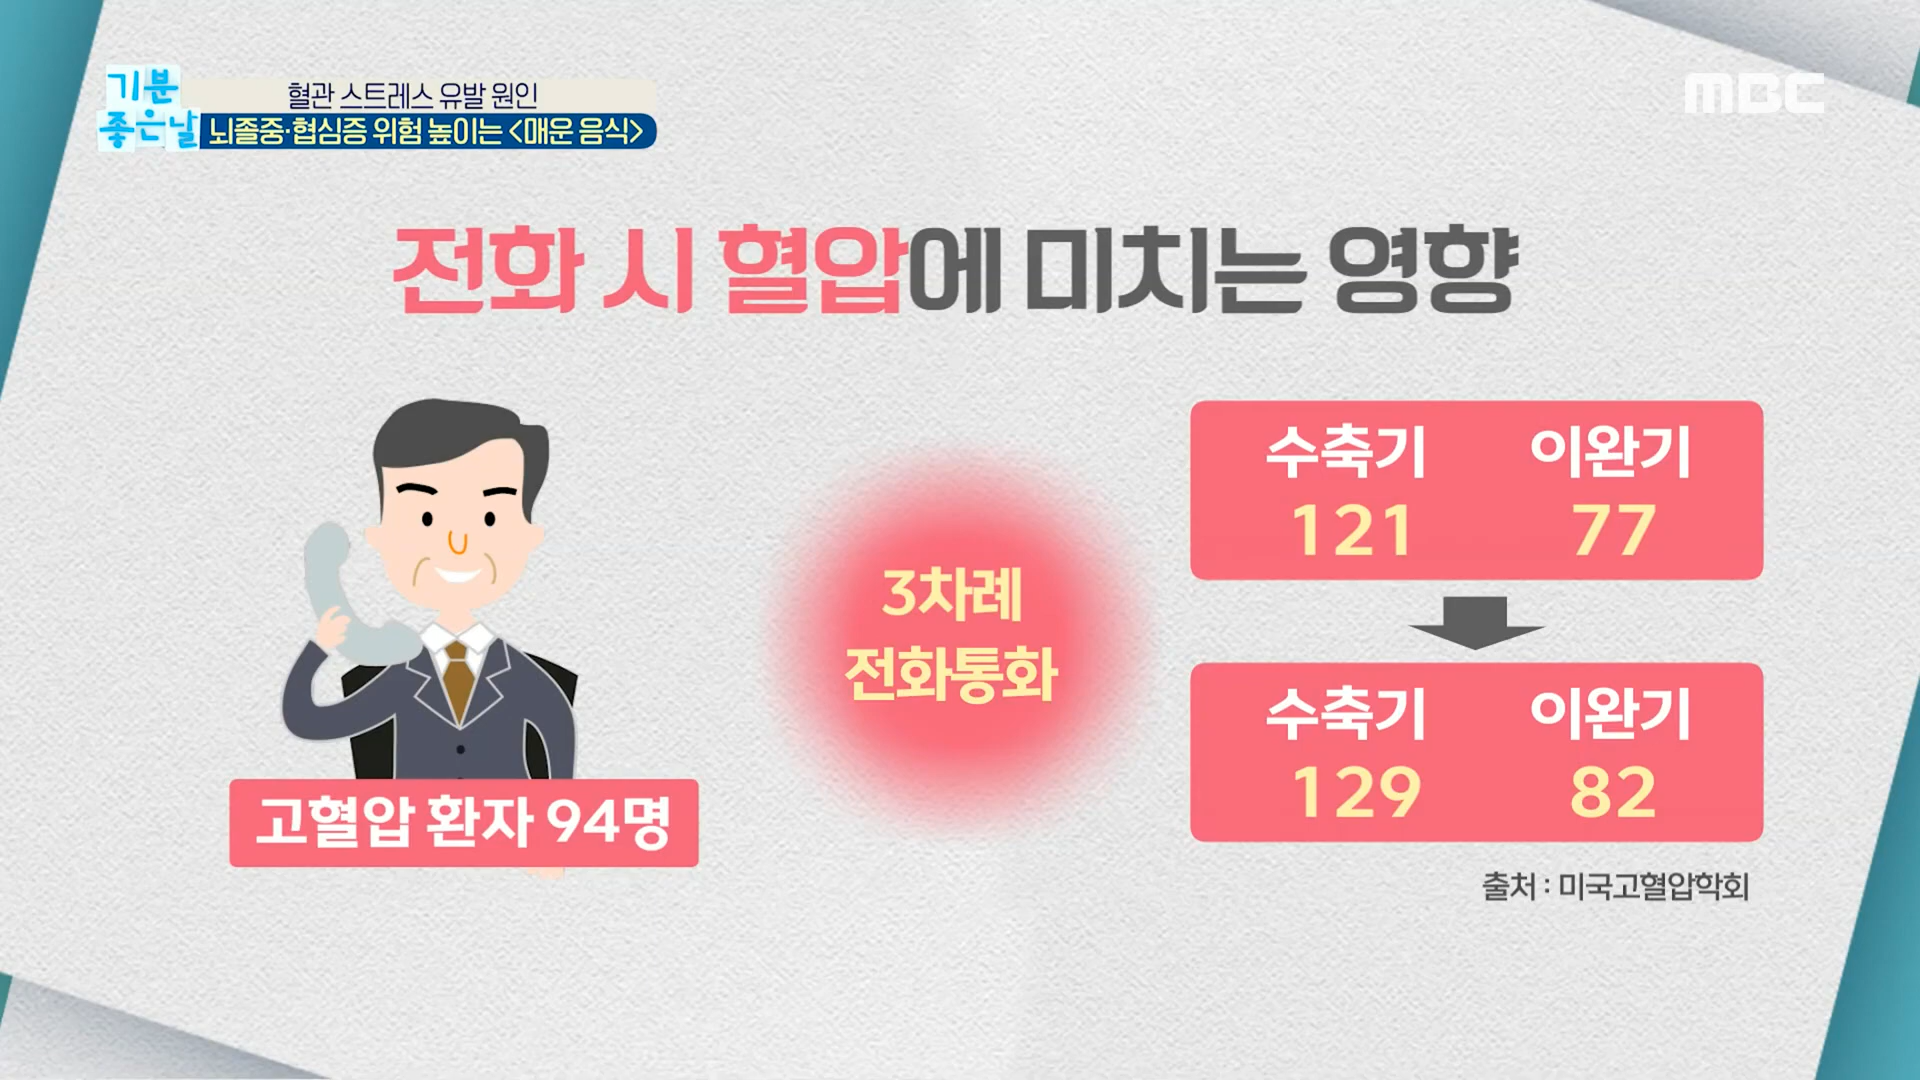 기분
좋은날
혈관 스트레스 유발 원인
뇌졸중·협심증 위험 높이는 <매운 음식>
MBC
전화 시 혈압에 미치는 영향
고혈압 환자 94명
3차례
전화통화
수축기 이완기
121 77
수축기 이완기
129 82
출처 : 미국고혈압학회